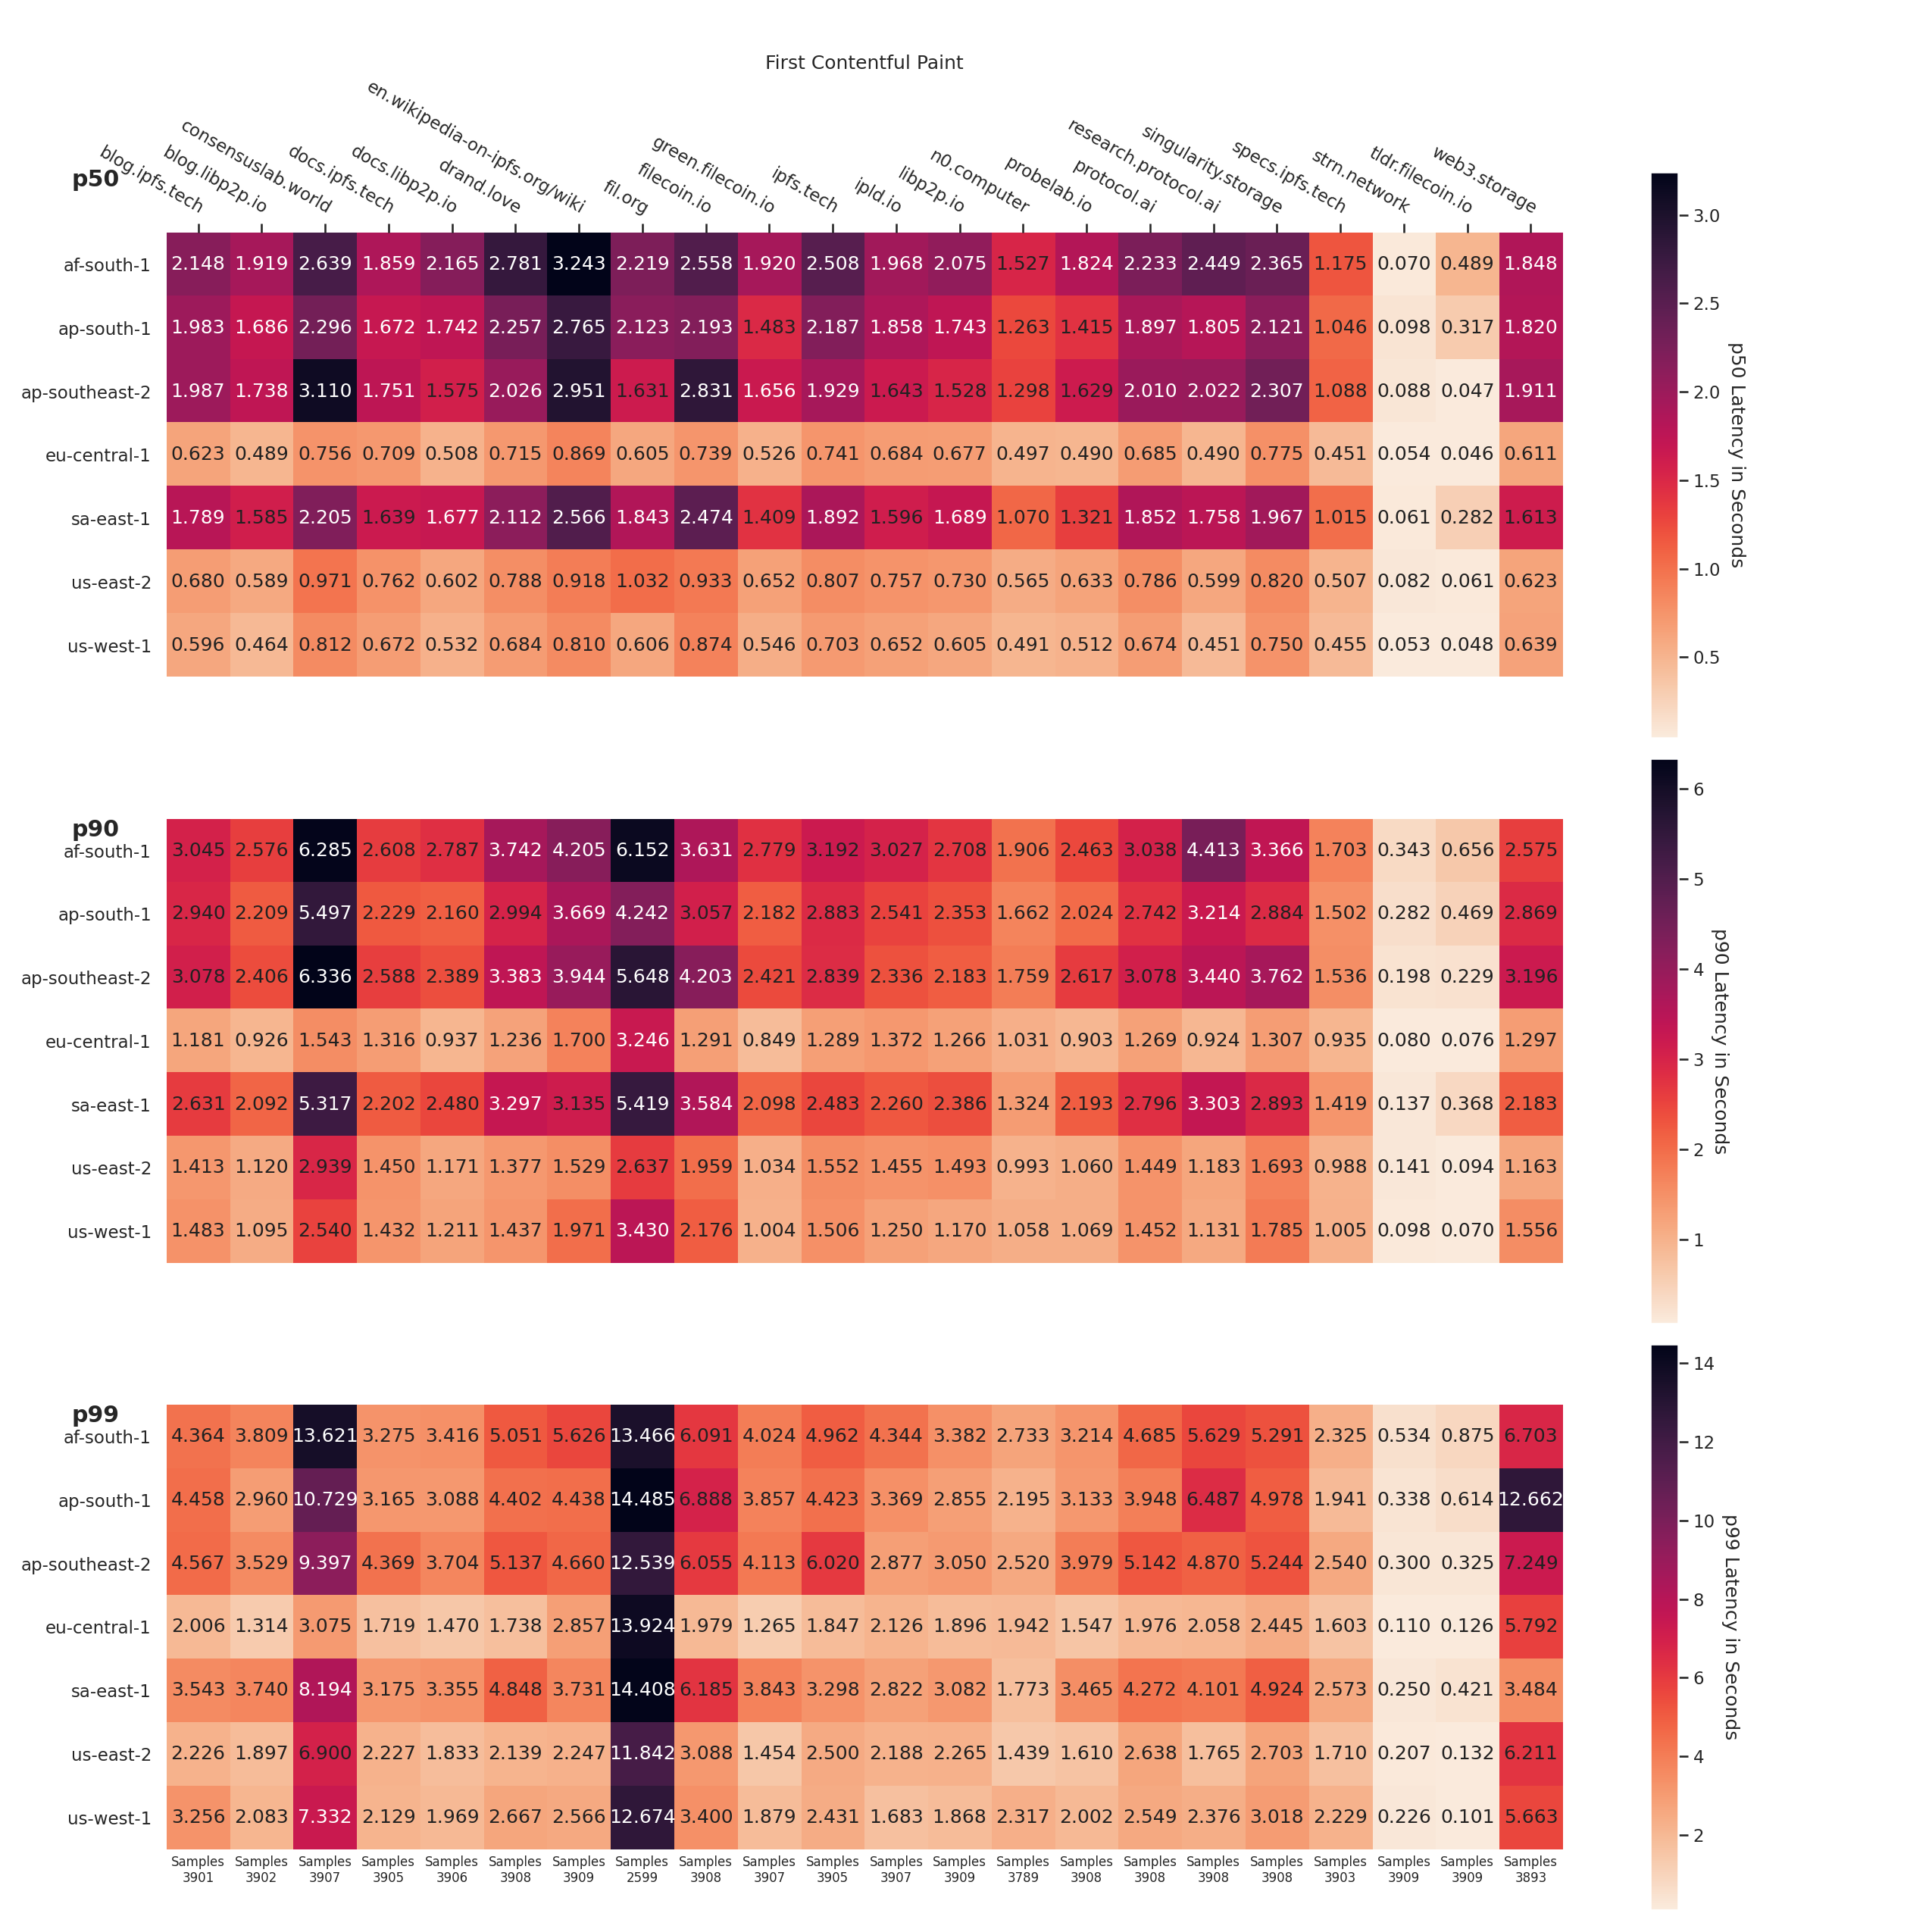 First Contentful Paint
p50
blog.ipfs.tech
blog.libp2p.io
consensuslab.world
docs.ipfs.tech
docs.libp2p.io
drand.love
en.wikipedia-on-ipfs.org/wiki
fil.org
filecoin.io
green.filecoin.io
ipfs.tech
ipld.io
libp2p.io
n0.computer
probelab.io
protocol.ai
research.protocol.ai
singularity.storage
specs.ipfs.tech
strn.network
tldr.filecoin.io
web3.storage
af-south-1 2.148 1.919 2.639 1.859 2.165 2.781 3.243 2.219 2.558 1.920 2.508 1.968 2.075 1.527 1.824 2.233 2.449 2.365 1.175 0.070 0.489 1.848
ap-south-1 1.983 1.686 2.296 1.672 1.742 2.257 2.765 2.123 2.193 1.483 2.187 1.858 1.743 1.263 1.415 1.897 1.805 2.121 1.046 0.098 0.317 1.820
ap-southeast-2 1.987 1.738 3.110 1.751 1.575 2.026 2.951 1.631 2.831 1.656 1.929 1.643 1.528 1.298 1.629 2.010 2.022 2.307 1.088 0.088 0.047 1.911
eu-central-1 0.623 0.489 0.756 0.709 0.508 0.715 0.869 0.605 0.739 0.526 0.741 0.684 0.677 0.497 0.490 0.685 0.490 0.775 0.451 0.054 0.046 0.611
sa-east-1 1.789 1.585 2.205 1.639 1.677 2.112 2.566 1.843 2.474 1.409 1.892 1.596 1.689 1.070 1.321 1.852 1.758 1.967 1.015 0.061 0.282 1.613
us-east-2 0.680 0.589 0.971 0.762 0.602 0.788 0.918 1.032 0.933 0.652 0.807 0.757 0.730 0.565 0.633 0.786 0.599 0.820 0.507 0.082 0.061 0.623
us-west-1 0.596 0.464 0.812 0.672 0.532 0.684 0.810 0.606 0.874 0.546 0.703 0.652 0.605 0.491 0.512 0.674 0.451 0.750 0.455 0.053 0.048 0.639
3.0
2.5
2.0
1.5
1.0
0.5
p50 Latency in Seconds
p90
af-south-1 3.045 2.576 6.285 2.608 2.787 3.742 4.205 6.152 3.631 2.779 3.192 3.027 2.708 1.906 2.463 3.038 4.413 3.366 1.703 0.343 0.656 2.575
ap-south-1 2.940 2.209 5.497 2.229 2.160 2.994 3.669 4.242 3.057 2.182 2.883 2.541 2.353 1.662 2.024 2.742 3.214 2.884 1.502 0.282 0.469 2.869
ap-southeast-2 3.078 2.406 6.336 2.588 2.389 3.383 3.944 5.648 4.203 2.421 2.839 2.336 2.183 1.759 2.617 3.078 3.440 3.762 1.536 0.198 0.229 3.196
eu-central-1 1.181 0.926 1.543 1.316 0.937 1.236 1.700 3.246 1.291 0.849 1.289 1.372 1.266 1.031 0.903 1.269 0.924 1.307 0.935 0.080 0.076 1.297
sa-east-1 2.631 2.092 5.317 2.202 2.480 3.297 3.135 5.419 3.584 2.098 2.483 2.260 2.386 1.324 2.193 2.796 3.303 2.893 1.419 0.137 0.368 2.183
us-east-2 1.413 1.120 2.939 1.450 1.171 1.377 1.529 2.637 1.959 1.034 1.552 1.455 1.493 0.993 1.060 1.449 1.183 1.693 0.988 0.141 0.094 1.163
us-west-1 1.483 1.095 2.540 1.432 1.211 1.437 1.971 3.430 2.176 1.004 1.506 1.250 1.170 1.058 1.069 1.452 1.131 1.785 1.005 0.098 0.070 1.556
6
5
4
3
2
1
p90 Latency in Seconds
p99
af-south-1 4.364 3.809 13.621 3.275 3.416 5.051 5.626 13.466 6.091 4.024 4.962 4.344 3.382 2.733 3.214 4.685 5.629 5.291 2.325 0.534 0.875 6.703
ap-south-1 4.458 2.960 10.729 3.165 3.088 4.402 4.438 14.485 6.888 3.857 4.423 3.369 2.855 2.195 3.133 3.948 6.487 4.978 1.941 0.338 0.614 12.662
ap-southeast-2 4.567 3.529 9.397 4.369 3.704 5.137 4.660 12.539 6.055 4.113 6.020 2.877 3.050 2.520 3.979 5.142 4.870 5.244 2.540 0.300 0.325 7.249
eu-central-1 2.006 1.314 3.075 1.719 1.470 1.738 2.857 13.924 1.979 1.265 1.847 2.126 1.896 1.942 1.547 1.976 2.058 2.445 1.603 0.110 0.126 5.792
sa-east-1 3.543 3.740 8.194 3.175 3.355 4.848 3.731 14.408 6.185 3.843 3.298 2.822 3.082 1.773 3.465 4.272 4.101 4.924 2.573 0.250 0.421 3.484
us-east-2 2.226 1.897 6.900 2.227 1.833 2.139 2.247 11.842 3.088 1.454 2.500 2.188 2.265 1.439 1.610 2.638 1.765 2.703 1.710 0.207 0.132 6.211
us-west-1 3.256 2.083 7.332 2.129 1.969 2.667 2.566 12.674 3.400 1.879 2.431 1.683 1.868 2.317 2.002 2.549 2.376 3.018 2.229 0.226 0.101 5.663
Samples Samples Samples Samples Samples Samples Samples Samples Samples Samples Samples Samples Samples Samples Samples Samples Samples Samples Samples Samples Samples Samples
3901 3902 3907 3905 3906 3908 3909 2599 3908 3907 3905 3907 3909 3789 3908 3908 3908 3908 3903 3909 3909 3893
14
12
10
8
6
4
2
p99 Latency in Seconds